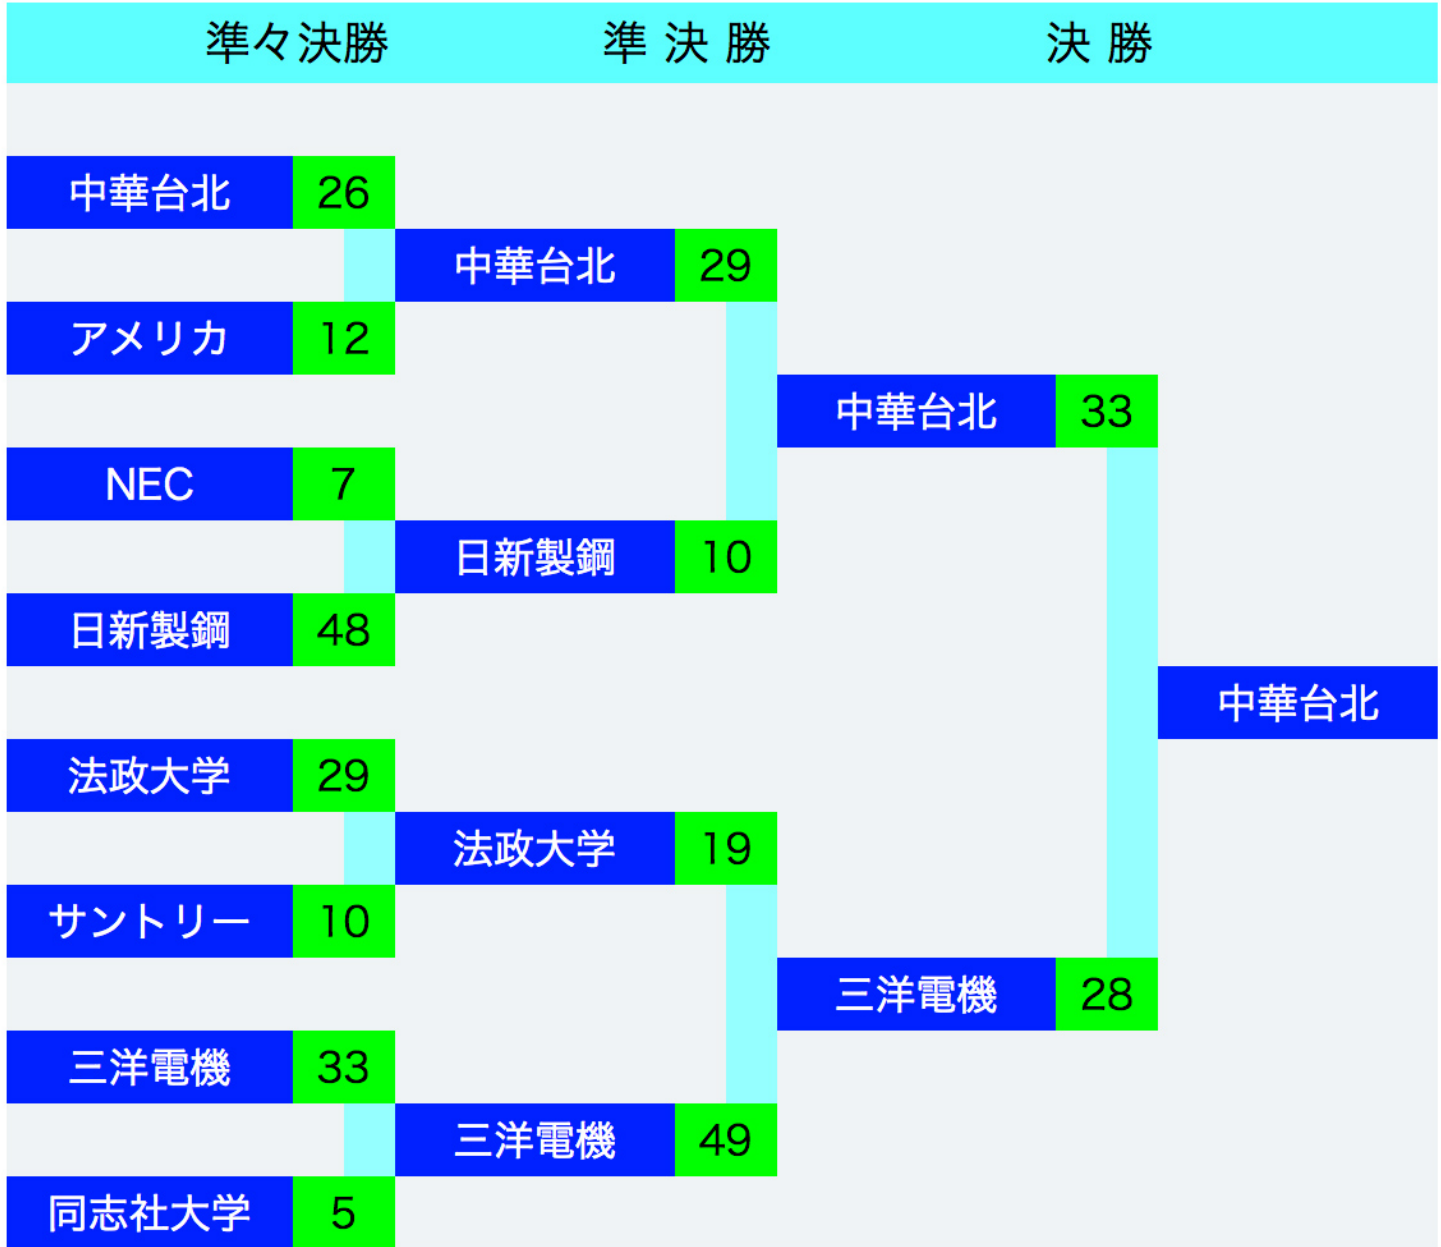 準々決勝 準 決 勝 決 勝
中華台北 26
中華台北 29
アメリカ 12
中華台北 33
NEC 7
日新製鋼 10
日新製鋼 48
中華台北
法政大学 29
法政大学 19
サントリー 10
三洋電機 28
三洋電機 33
三洋電機 49
同志社大学 5